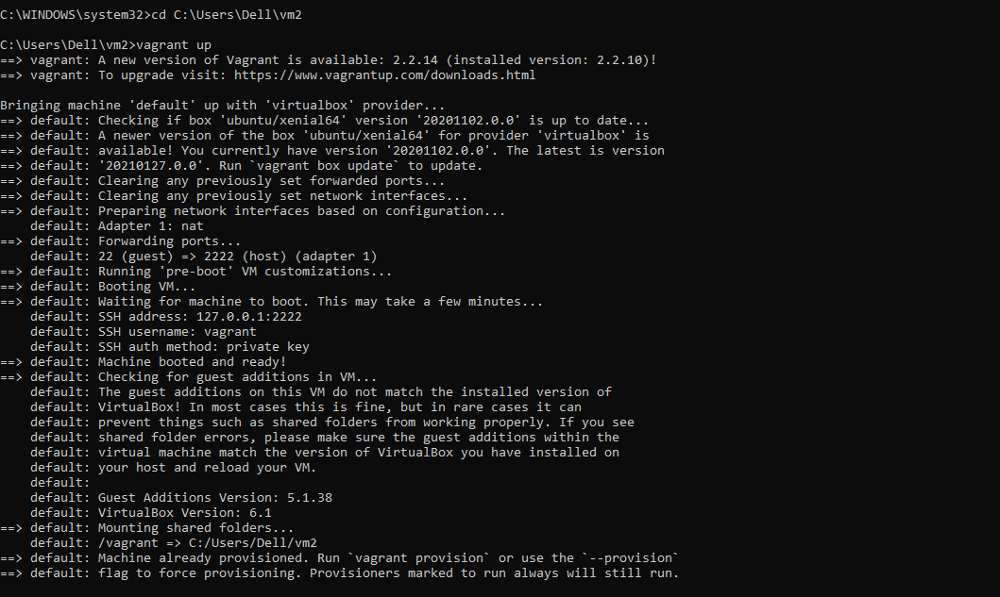 C:\WINDOWS\system32>cd C:\Users\Dell\vm2
C:\Users\Dell\vm2>vagrant up
==> vagrant: A new version of Vagrant is available: 2.2.14 (installed version: 2.2.10)!
==> vagrant: To upgrade visit: https://www.vagrantup.com/downloads.html
Bringing machine 'default' up with 'virtualbox' provider...
==> default: Checking if box 'ubuntu/xenial64' version '20201102.0.0' is up to date...
==> default: A newer version of the box 'ubuntu/xenial64' for provider 'virtualbox' is
==> default: available! You currently have version '20201102.0.0'. The latest is version
==> default: '20210127.0.0'. Run `vagrant box update` to update.
==> default: Clearing any previously set forwarded ports...
==> default: Clearing any previously set network interfaces...
==> default: Preparing network interfaces based on configuration...
    default: Adapter 1: nat
==> default: Forwarding ports...
    default: 22 (guest) => 2222 (host) (adapter 1)
==> default: Running 'pre-boot' VM customizations...
==> default: Booting VM...
==> default: Waiting for machine to boot. This may take a few minutes...
    default: SSH address: 127.0.0.1:2222
    default: SSH username: vagrant
    default: SSH auth method: private key
==> default: Machine booted and ready!
==> default: Checking for guest additions in VM...
    default: The guest additions on this VM do not match the installed version of
    default: VirtualBox! In most cases this is fine, but in rare cases it can
    default: prevent things such as shared folders from working properly. If you see
    default: shared folder errors, please make sure the guest additions within the
    default: virtual machine match the version of VirtualBox you have installed on
    default: your host and reload your VM.
    default:
    default: Guest Additions Version: 5.1.38
    default: VirtualBox Version: 6.1
==> default: Mounting shared folders...
    default: /vagrant => C:/Users/Dell/vm2
==> default: Machine already provisioned. Run `vagrant provision` or use the `--provision`
==> default: flag to force provisioning. Provisioners marked to run always will still run.